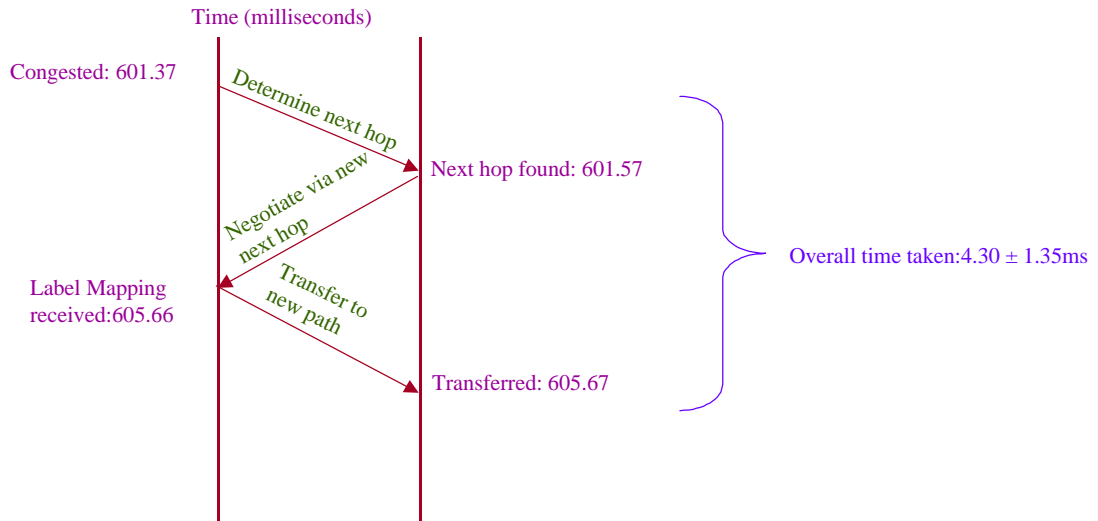 Time (milliseconds)
Congested: 601.37
Determine next hop
Next hop found: 601.57
Negotiate via new
next hop
Overall time taken:4.30 ± 1.35ms
Label Mapping
received:605.66
Transfer to
new path
Transferred: 605.67